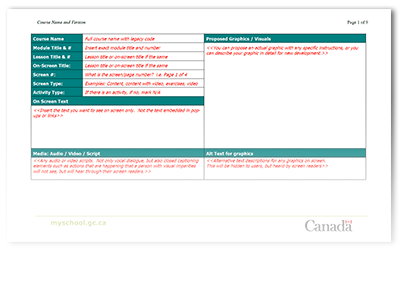 Course Name and Version
Page 1 of 5
Course Name
Full course name with legacy code
Module Title & #
Insert exact module title and number
Lesson Title & #
Lesson title or on screen title if the same
On-Screen Title:
Lesson title or on-screen title if the same
Screen #:
What is the screen/page number? i.e. Page 1 of 4
Screen Type:
Examples: Content, content with video, exercises, video
Activity Type:
If there is an activity, if no, mark N/A
On Screen Text
<<Insert the text you want to see on screen only. Not the text embedded in pop-
ups or links>>
Proposed Graphics / Visuals
<<You can propose an actual graphic with any specific instructions, or you
can describe your graphic in detail for new development.>>
Media: Audio / Video / Script
<<Any audio or video scripts. Not only vocal dialogue, but also closed captioning
elements such as actions that are happening that a person with visual imparities
will not see, but will hear through their screen readers.>>
Alt Text for graphics
<<Alternative text descriptions for any graphics on screen.
This will be hidden to users, but heard by screen readers>>
myschool.gc.ca
Canada